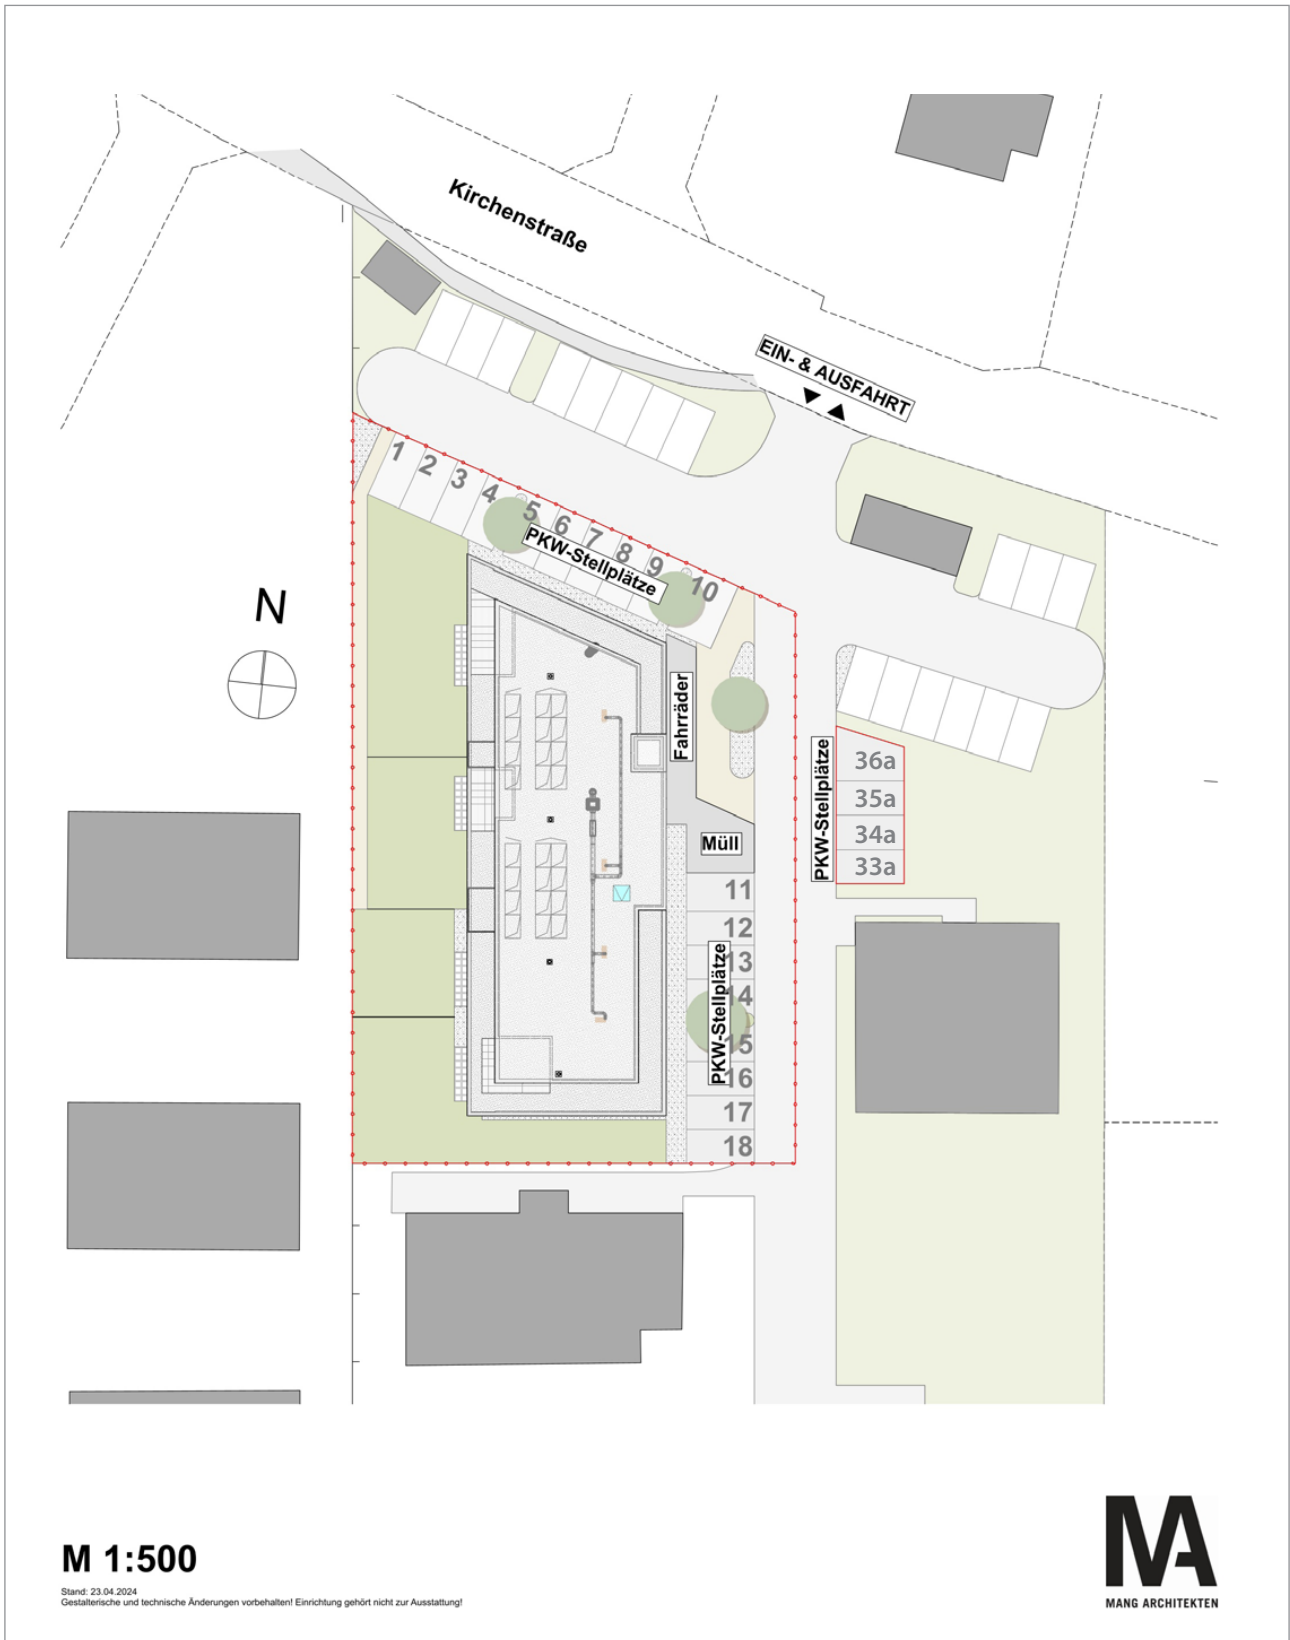 Kirchenstraße
EIN- & AUSFAHRT
1
2
3
4
5
6
7
8
9
10
PKW-Stellplätze
N
Fahrräder
Müll
PKW-Stellplätze
36a
35a
34a
33a
11
12
13
14
15
16
17
18
PKW-Stellplätze
M 1:500
Stand: 23.04.2024
Gestalterische und technische Änderungen vorbehalten! Einrichtung gehört nicht zur Ausstattung!
MA
MANG ARCHITEKTEN